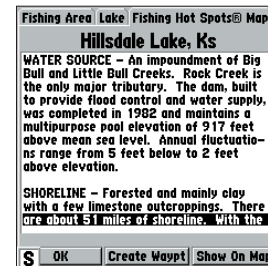 Fishing Area Lake Fishing Hot Spots® Map
Hillsdale Lake, Ks
WATER SOURCE – An impoundment of Big
Bull and Little Bull Creeks. Rock Creek is
the only major tributary. The dam, built
to provide flood control and water supply,
was completed in 1982 and maintains a
multipurpose pool elevation of 917 feet
above mean sea level. Annual fluctuatio–
ns range from 5 feet below to 2 feet
above elevation.
SHORELINE – Forested and mainly clay
with a few limestone outcroppings. There
are about 51 miles of shoreline. With the
S OK Create Waypt Show On Map